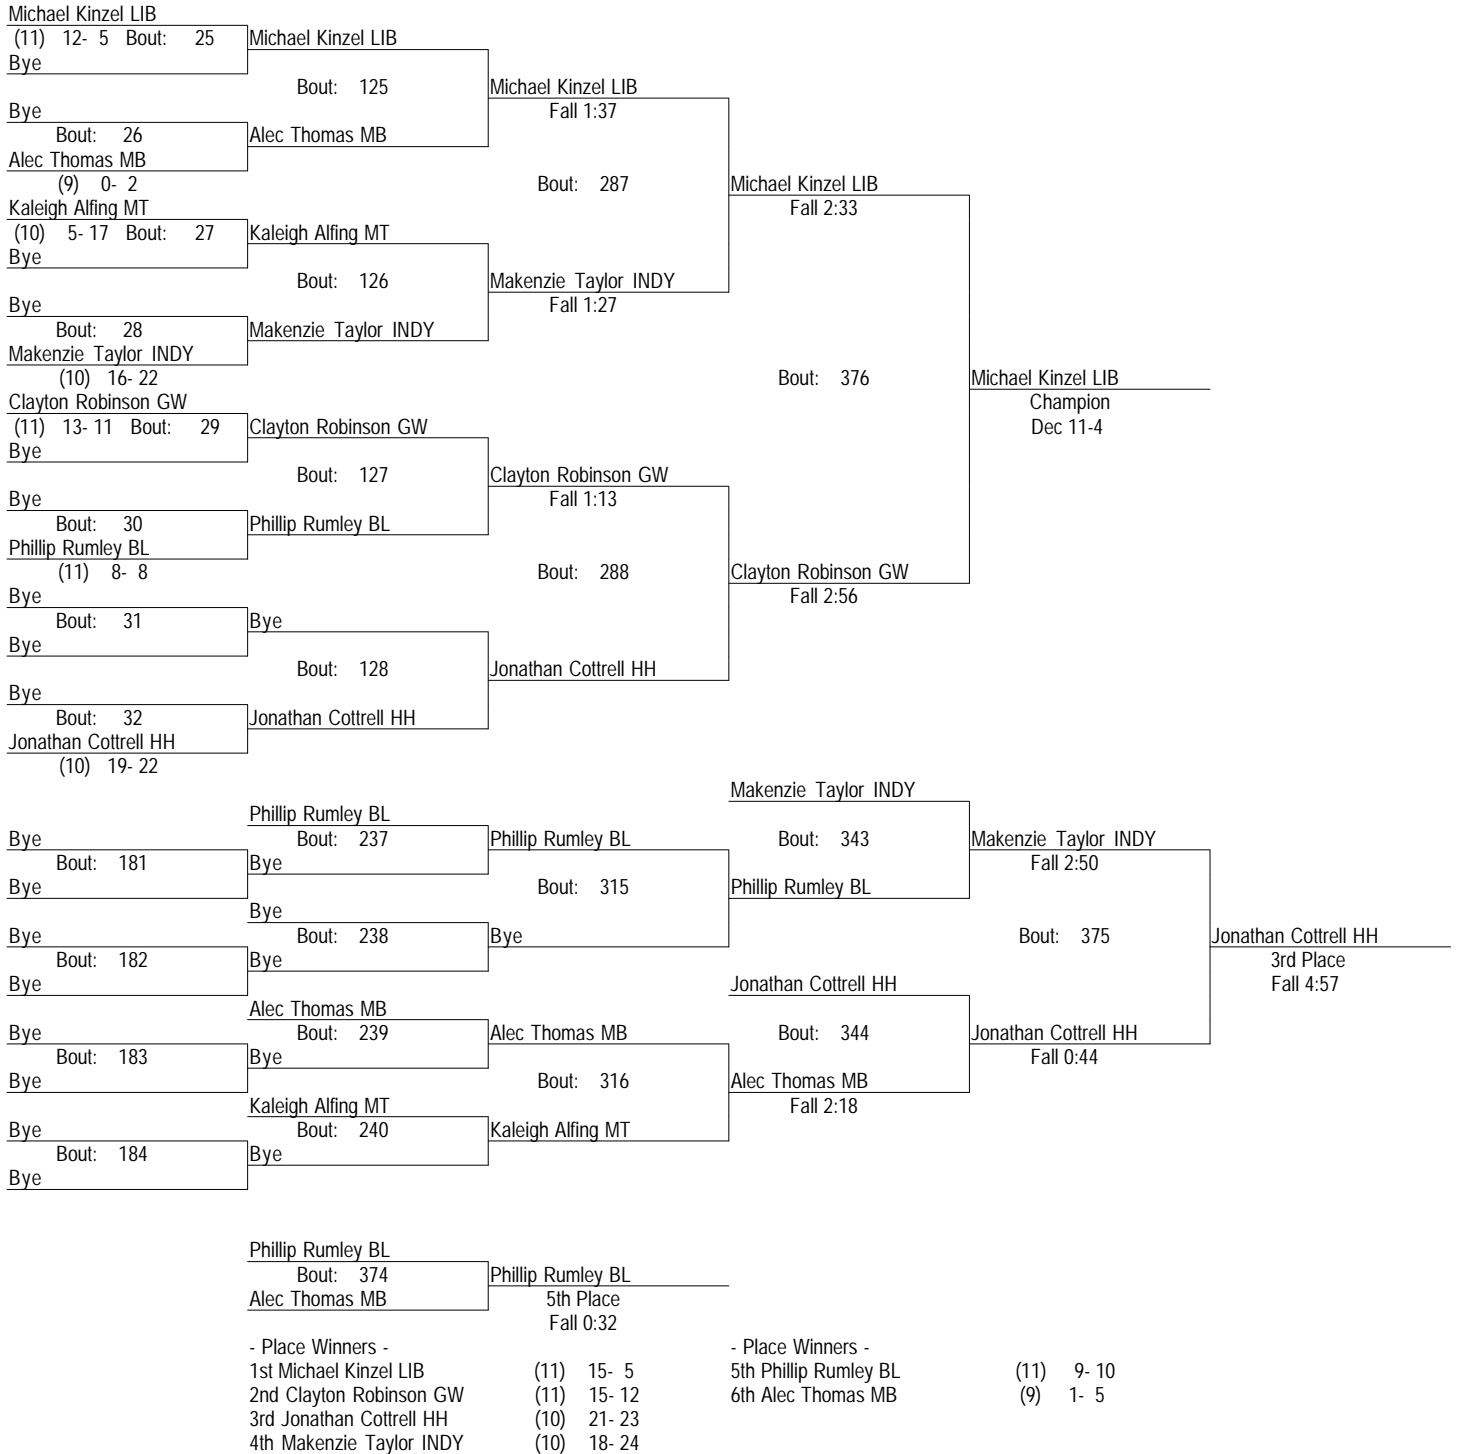 Michael Kinzel LIB
(11) 12- 5 Bout: 25 Michael Kinzel LIB
Bye
Bout: 125 Michael Kinzel LIB
Bye Fall 1:37
Bout: 26 Alec Thomas MB
Alec Thomas MB
(9) 0- 2 Bout: 287 Michael Kinzel LIB
Kaleigh Alfing MT Fall 2:33
(10) 5- 17 Bout: 27 Kaleigh Alfing MT
Bye
Bout: 126 Makenzie Taylor INDY
Bye Fall 1:27
Bout: 28 Makenzie Taylor INDY
Makenzie Taylor INDY
(10) 16- 22 Bout: 376 Michael Kinzel LIB
Clayton Robinson GW Champion
(11) 13- 11 Bout: 29 Clayton Robinson GW Dec 11-4
Bye
Bout: 127 Clayton Robinson GW
Bye Fall 1:13
Bout: 30 Phillip Rumley BL
Phillip Rumley BL
(11) 8- 8 Bout: 288 Clayton Robinson GW
Bye Fall 2:56
Bout: 31 Bye
Bye
Bout: 128 Jonathan Cottrell HH
Bye
Bout: 32 Jonathan Cottrell HH
Jonathan Cottrell HH
(10) 19- 22
Makenzie Taylor INDY
Phillip Rumley BL
Bye Bout: 237 Phillip Rumley BL Bout: 343 Makenzie Taylor INDY
Bout: 181 Bye Fall 2:50
Bye Bout: 315 Phillip Rumley BL
Bye
Bye Bout: 238 Bye Bout: 375 Jonathan Cottrell HH
Bout: 182 Bye 3rd Place
Bye Jonathan Cottrell HH Fall 4:57
Alec Thomas MB
Bye Bout: 239 Alec Thomas MB Bout: 344 Jonathan Cottrell HH
Bout: 183 Bye Fall 0:44
Bye Bout: 316 Alec Thomas MB
Kaleigh Alfing MT Fall 2:18
Bye Bout: 240 Kaleigh Alfing MT
Bout: 184 Bye
Bye
Phillip Rumley BL
Bout: 374 Phillip Rumley BL
Alec Thomas MB 5th Place
Fall 0:32
- Place Winners - - Place Winners -
1st Michael Kinzel LIB (11) 15- 5 5th Phillip Rumley BL (11) 9- 10
2nd Clayton Robinson GW (11) 15- 12 6th Alec Thomas MB (9) 1- 5
3rd Jonathan Cottrell HH (10) 21- 23
4th Makenzie Taylor INDY (10) 18- 24